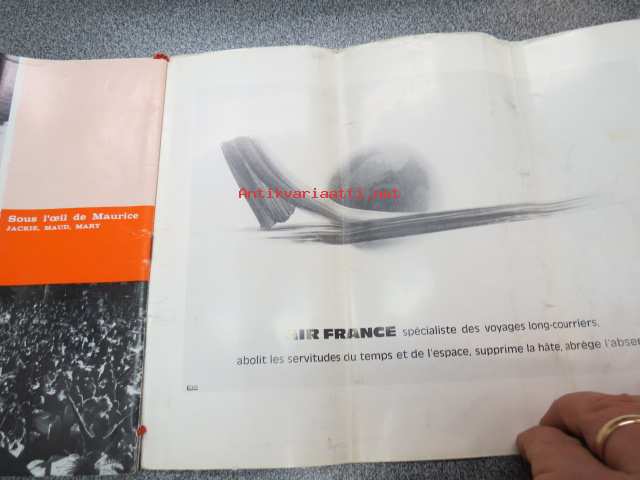 Sous l'œil de Maurice
JACKIE, MAUD, MARY
Antikvariaatti.net
AIR FRANCE spécialiste des voyages long-courriers,
abolit les servitudes du temps et de l'espace, supprime la hâte, abrège l'absen